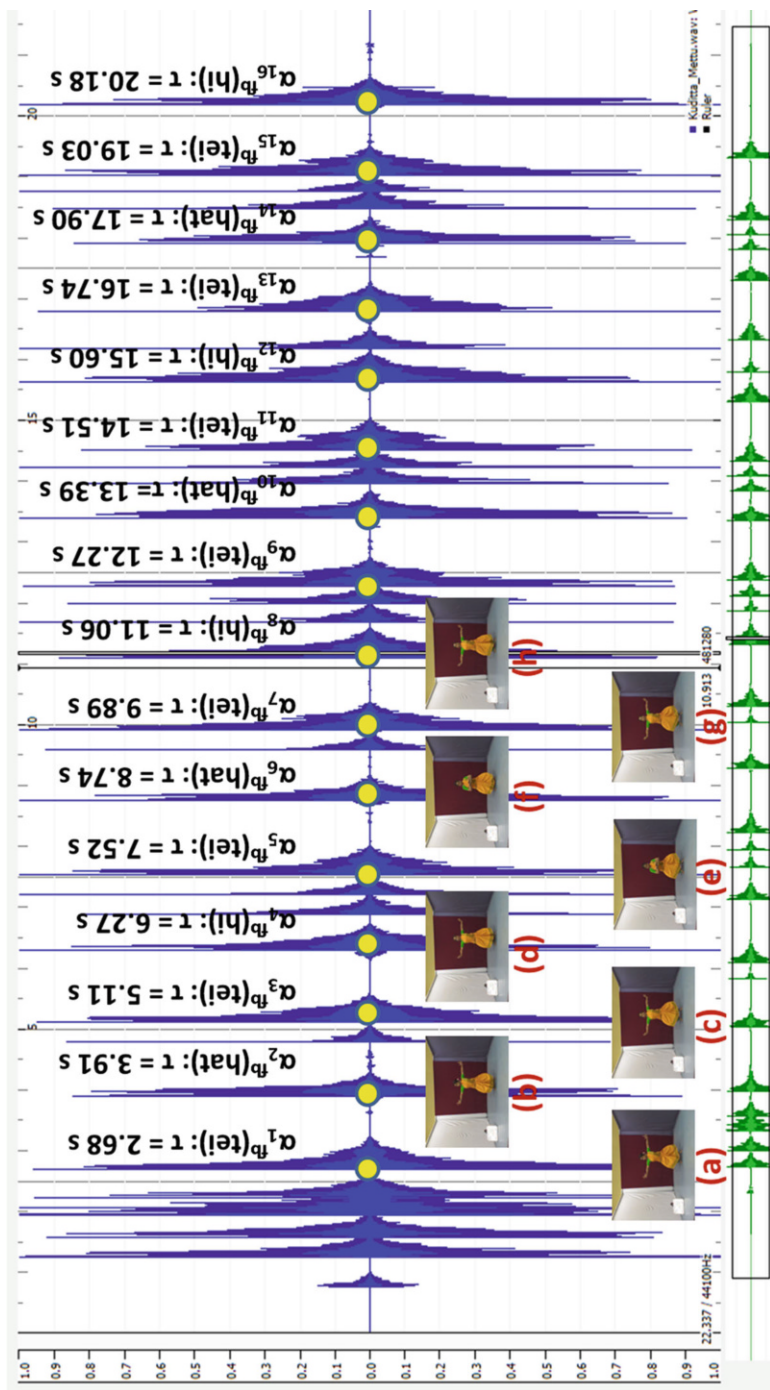 α₁ᶠᵇ(tei): τ = 2.68 s
α₂ᶠᵇ(hat): τ = 3.91 s
α₃ᶠᵇ(tei): τ = 5.11 s
α₄ᶠᵇ(hi): τ = 6.27 s
α₅ᶠᵇ(tei): τ = 7.52 s
α₆ᶠᵇ(hat): τ = 8.74 s
α₇ᶠᵇ(tei): τ = 9.89 s
α₈ᶠᵇ(hi): τ = 11.06 s
α₉ᶠᵇ(tei): τ = 12.27 s
α₁₀ᶠᵇ(hat): τ = 13.39 s
α₁₁ᶠᵇ(tei): τ = 14.51 s
α₁₂ᶠᵇ(hi): τ = 15.60 s
α₁₃ᶠᵇ(tei): τ = 16.74 s
α₁₄ᶠᵇ(hat): τ = 17.90 s
α₁₅ᶠᵇ(tei): τ = 19.03 s
α₁₆ᶠᵇ(hi): τ = 20.18 s
5
10
15
20
1.0
0.9
0.8
0.7
0.6
0.5
0.4
0.3
0.2
0.1
0.0
0.1
0.2
0.3
0.4
0.5
0.6
0.7
0.8
0.9
1.0
(b)
(d)
(f)
(h)
(a)
(c)
(e)
(g)
Kuditta_Mettu.wav:
Ruler
22.337 / 44100Hz
10.913
481280